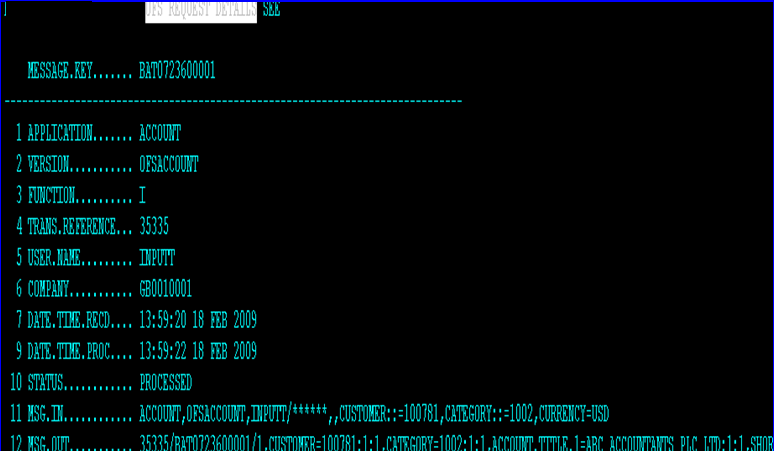 OFS REQUEST DETAILS SEE
MESSAGE.KEY....... BAT0723600001
--------------------------------------------------------------------------------
1 APPLICATION....... ACCOUNT
2 VERSION........... OFSACCOUNT
3 FUNCTION.......... I
4 TRANS.REFERENCE... 35335
5 USER.NAME......... INPUTT
6 COMPANY........... GB0010001
7 DATE.TIME.RECD.... 13:59:20 18 FEB 2009
9 DATE.TIME.PROC.... 13:59:22 18 FEB 2009
10 STATUS............ PROCESSED
11 MSG.IN............ ACCOUNT,OFSACCOUNT,INPUTT/******,,CUSTOMER::=100781,CATEGORY::=1002,CURRENCY=USD
12 MSG.OUT........... 35335/BAT0723600001/1,CUSTOMER=100781:1:1,CATEGORY=1002:1:1,ACCOUNT.TITLE.1=ABC ACCOUNTANTS PLC LTD:1:1,SHOR